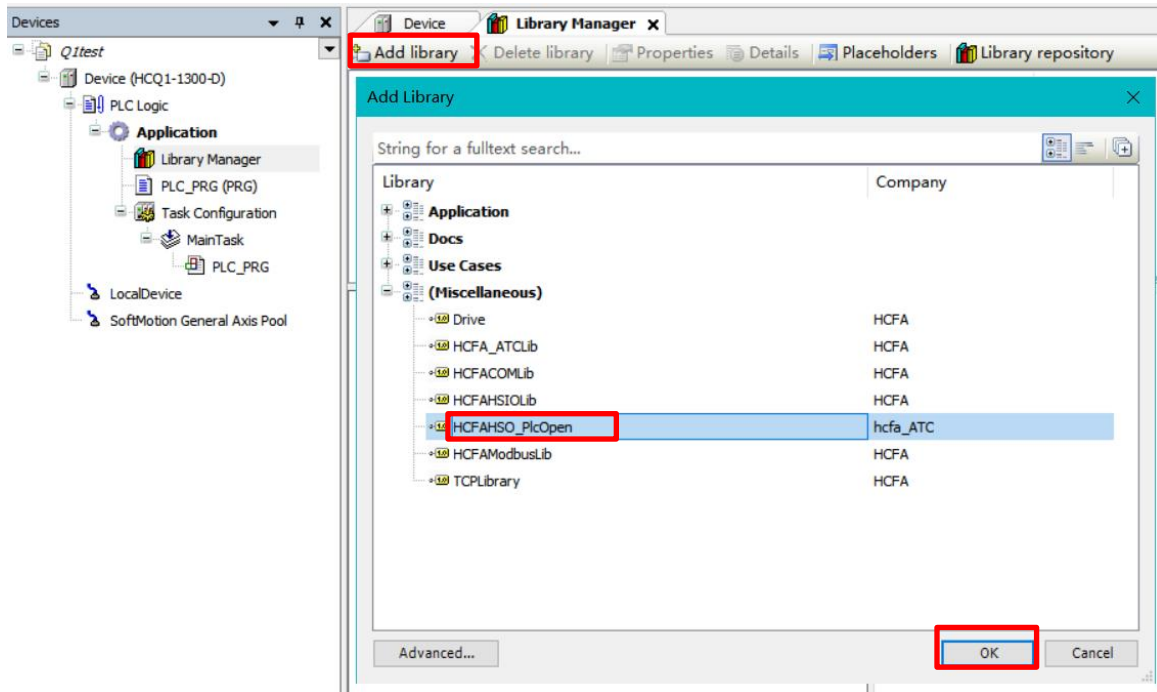 Devices
Q1test
Device (HCQ1-1300-D)
PLC Logic
Application
Library Manager
PLC_PRG (PRG)
Task Configuration
MainTask
PLC_PRG
LocalDevice
SoftMotion General Axis Pool
Device Library Manager
Add library Delete library Properties Details Placeholders Library repository
Add Library
String for a fulltext search...
Library Company
Application
Docs
Use Cases
(Miscellaneous)
Drive HCFA
HCFA_ATCLib HCFA
HCFACOMLib HCFA
HCFAHSIOLib HCFA
HCFAHSO_PlcOpen hcfa_ATC
HCFAModbusLib HCFA
TCPLibrary HCFA
Advanced... OK Cancel